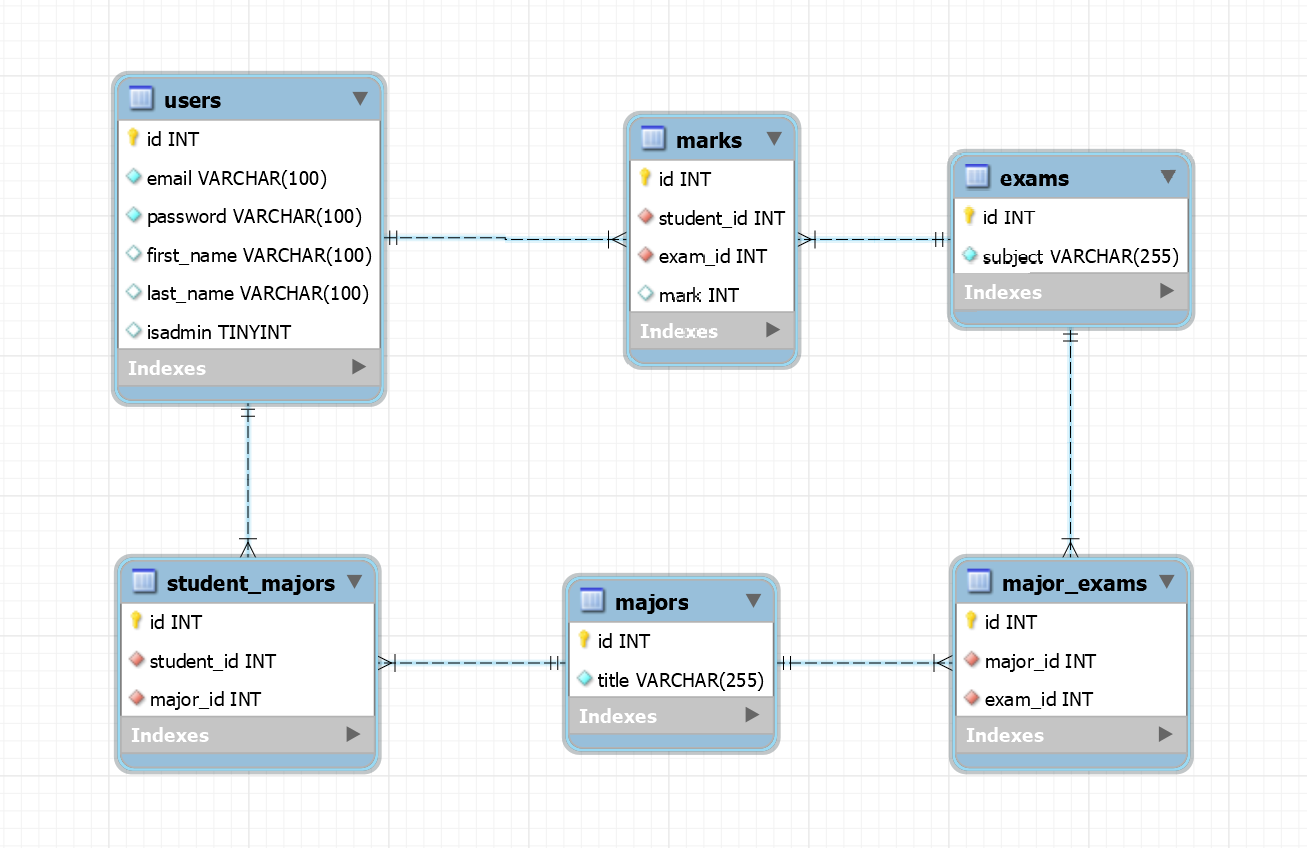 users
id INT
email VARCHAR(100)
password VARCHAR(100)
first_name VARCHAR(100)
last_name VARCHAR(100)
isadmin TINYINT
Indexes
marks
id INT
student_id INT
exam_id INT
mark INT
Indexes
exams
id INT
subject VARCHAR(255)
Indexes
student_majors
id INT
student_id INT
major_id INT
Indexes
majors
id INT
title VARCHAR(255)
Indexes
major_exams
id INT
major_id INT
exam_id INT
Indexes